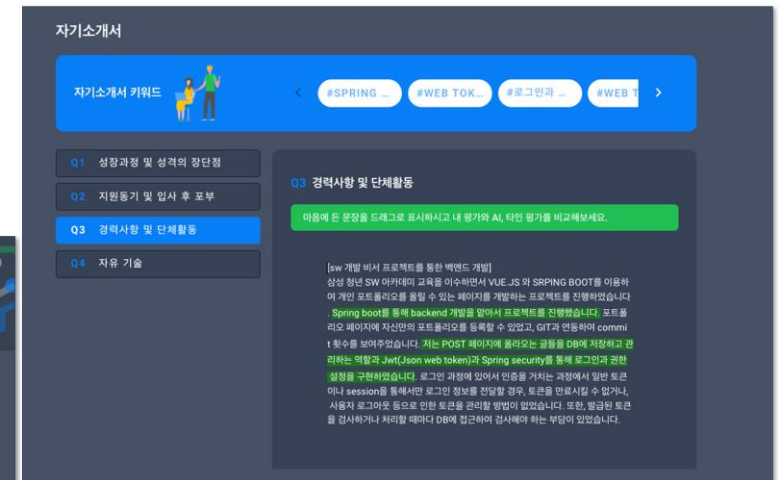 자기소개서
자기소개서 키워드
#SPRING ...
#WEB TOK...
#로그인과 ...
#WEB T
Q1 성장과정 및 성격의 장단점
Q2 지원동기 및 입사 후 포부
Q3 경력사항 및 단체활동
Q4 자유 기술
Q3 경력사항 및 단체활동
마음에 든 문장을 드래그로 표시하시고 내 평가와 AI, 타인 평가를 비교해보세요.
[sw 개발 비서 프로젝트를 통한 백엔드 개발]
삼성 청년 SW 아카데미 교육을 이수하면서 VUE.JS 와 SRPING BOOT를 이용하
여 개인 포트폴리오를 올릴 수 있는 페이지를 개발하는 프로젝트를 진행하였습니다
. Spring boot를 통해 backend 개발을 맡아서 프로젝트를 진행했습니다. 포트폴
리오 페이지에 자신만의 포트폴리오를 등록할 수 있었고, GIT과 연동하여 commi
t 횟수를 보여주었습니다. 저는 POST 페이지에 올라오는 글들을 DB에 저장하고 관
리하는 역할과 Jwt(Json web token)과 Spring security를 통해 로그인과 권한
설정을 구현하였습니다. 로그인 과정에 있어서 인증을 거치는 과정에서 일반 토큰
이나 session을 통해서만 로그인 정보를 전달할 경우, 토큰을 만료시킬 수 없거나,
사용자 로그아웃 등으로 인한 토큰을 관리할 방법이 없었습니다. 또한, 발급된 토큰
을 검사하거나 처리할 때마다 DB에 접근하여 검사해야 하는 부담이 있었습니다.